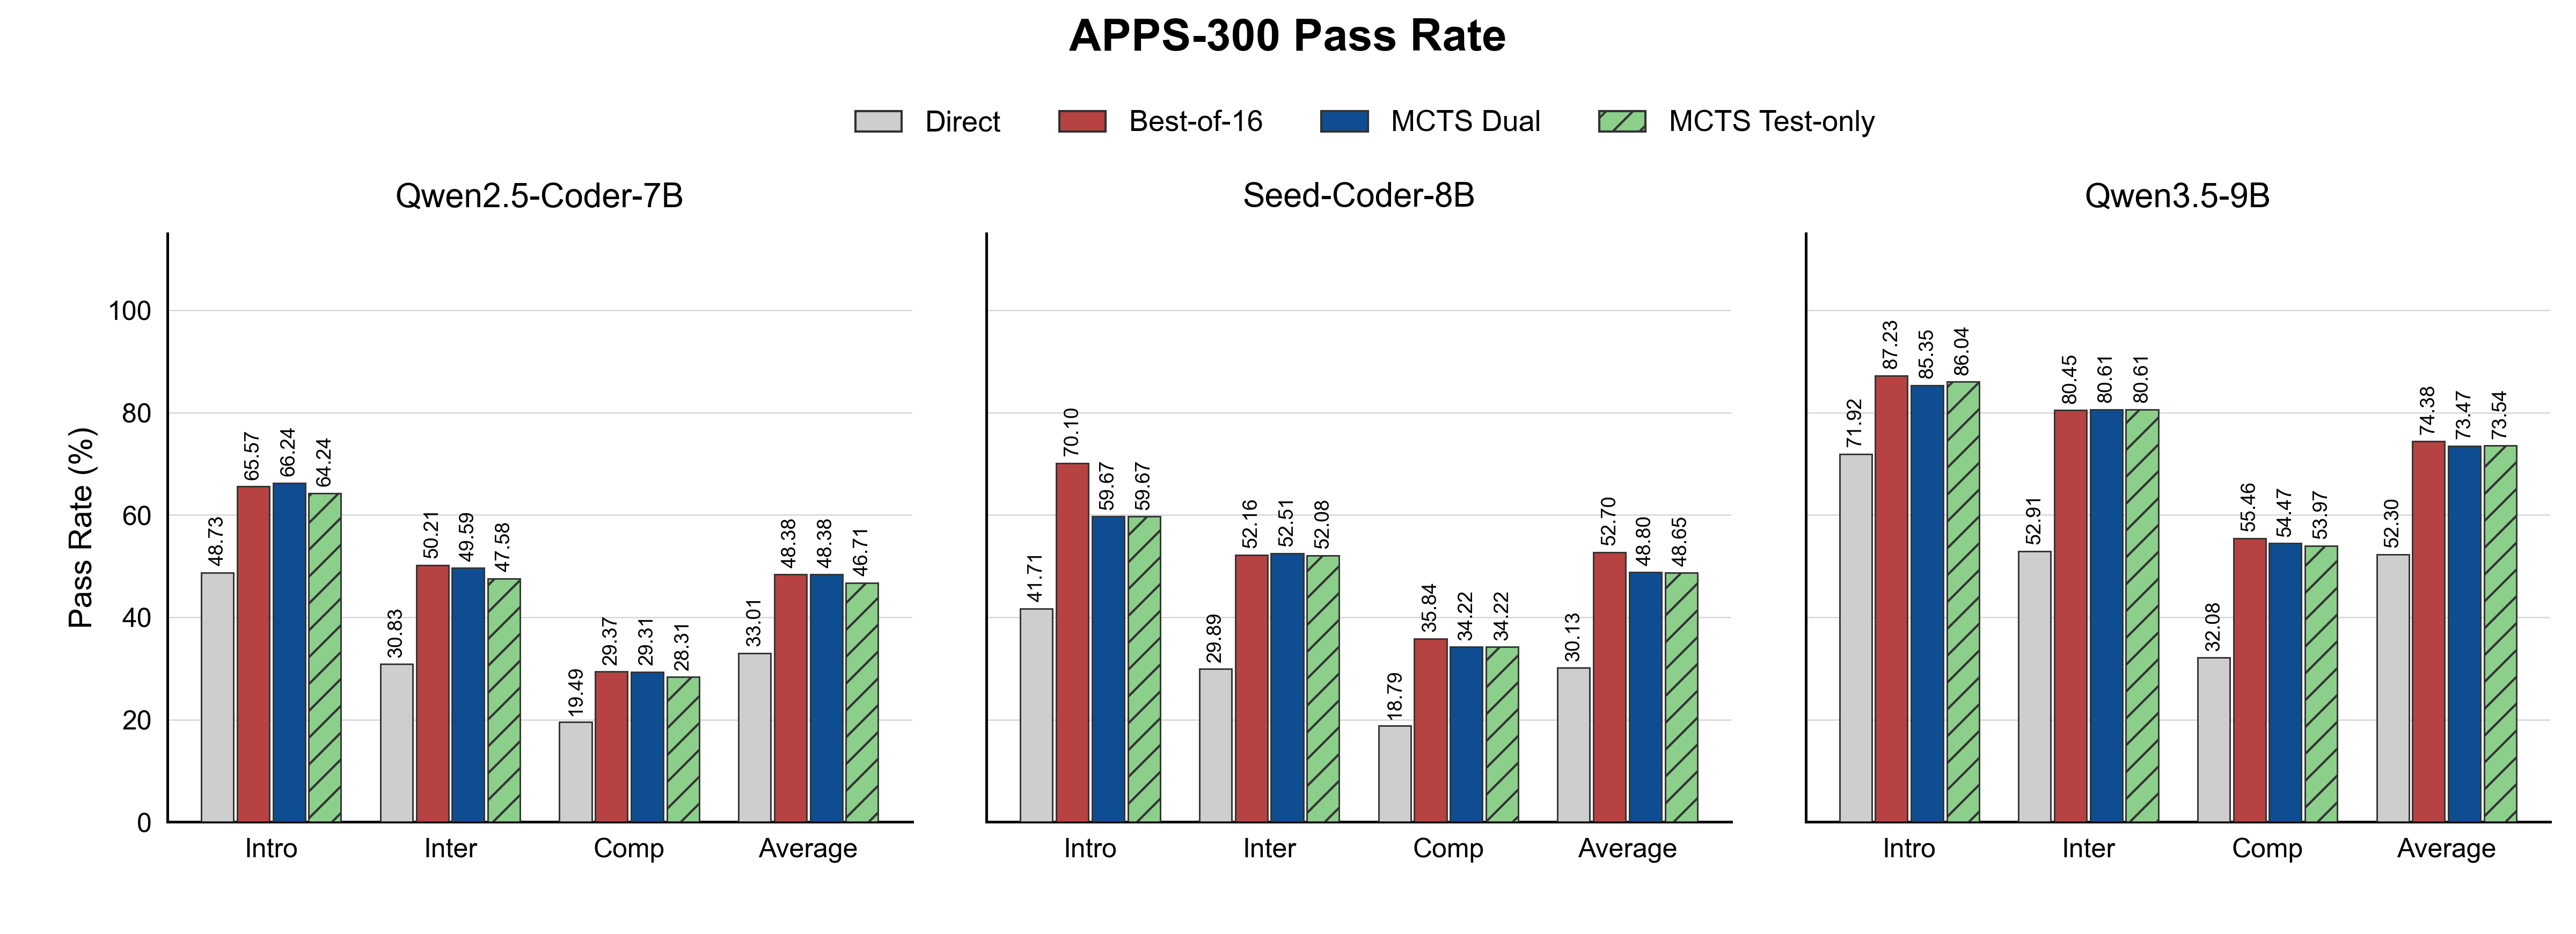 APPS-300 Pass Rate
Direct Best-of-16 MCTS Dual MCTS Test-only
Qwen2.5-Coder-7B
Pass Rate (%)
100
80
60
40
20
0
48.73 65.57 66.24 64.24
30.83 50.21 49.59 47.58
19.49 29.37 29.31 28.31
33.01 48.38 48.38 46.71
Intro Inter Comp Average
Seed-Coder-8B
41.71 70.10 59.67 59.67
29.89 52.16 52.51 52.08
18.79 35.84 34.22 34.22
30.13 52.70 48.80 48.65
Intro Inter Comp Average
Qwen3.5-9B
71.92 87.23 85.35 86.04
52.91 80.45 80.61 80.61
32.08 55.46 54.47 53.97
52.30 74.38 73.47 73.54
Intro Inter Comp Average